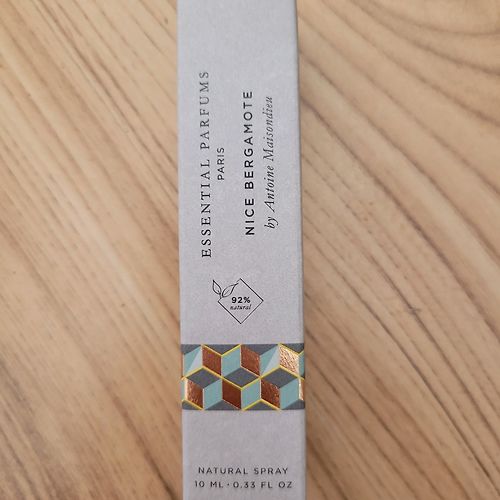 ESSENTIAL PARFUMS
PARIS
NICE BERGAMOTE
by Antoine Maisondieu
92%
natural
NATURAL SPRAY
10 ML · 0.33 FL OZ